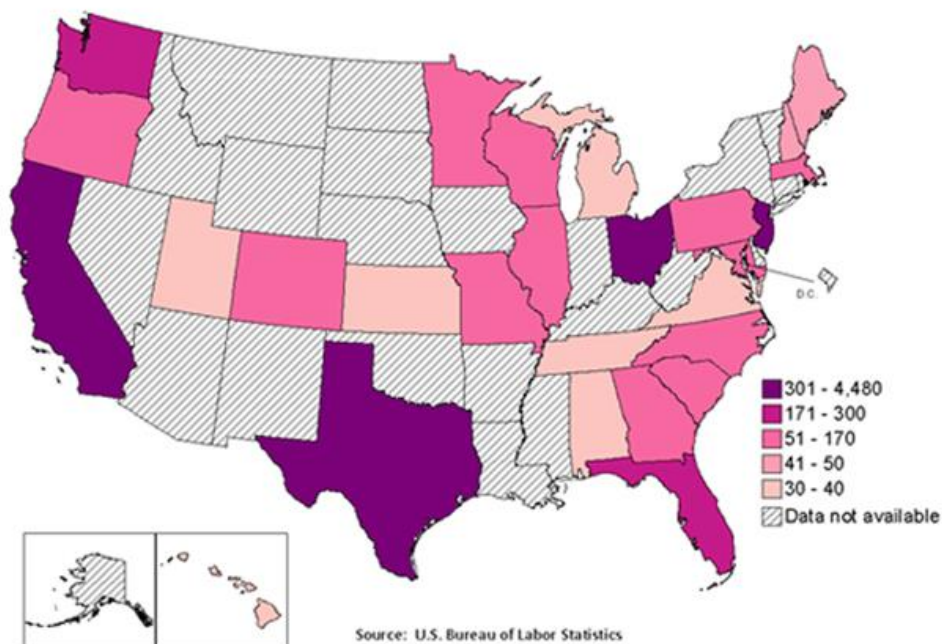 D.C.
301 - 4,480
171 - 300
51 - 170
41 - 50
30 - 40
Data not available
Source: U.S. Bureau of Labor Statistics